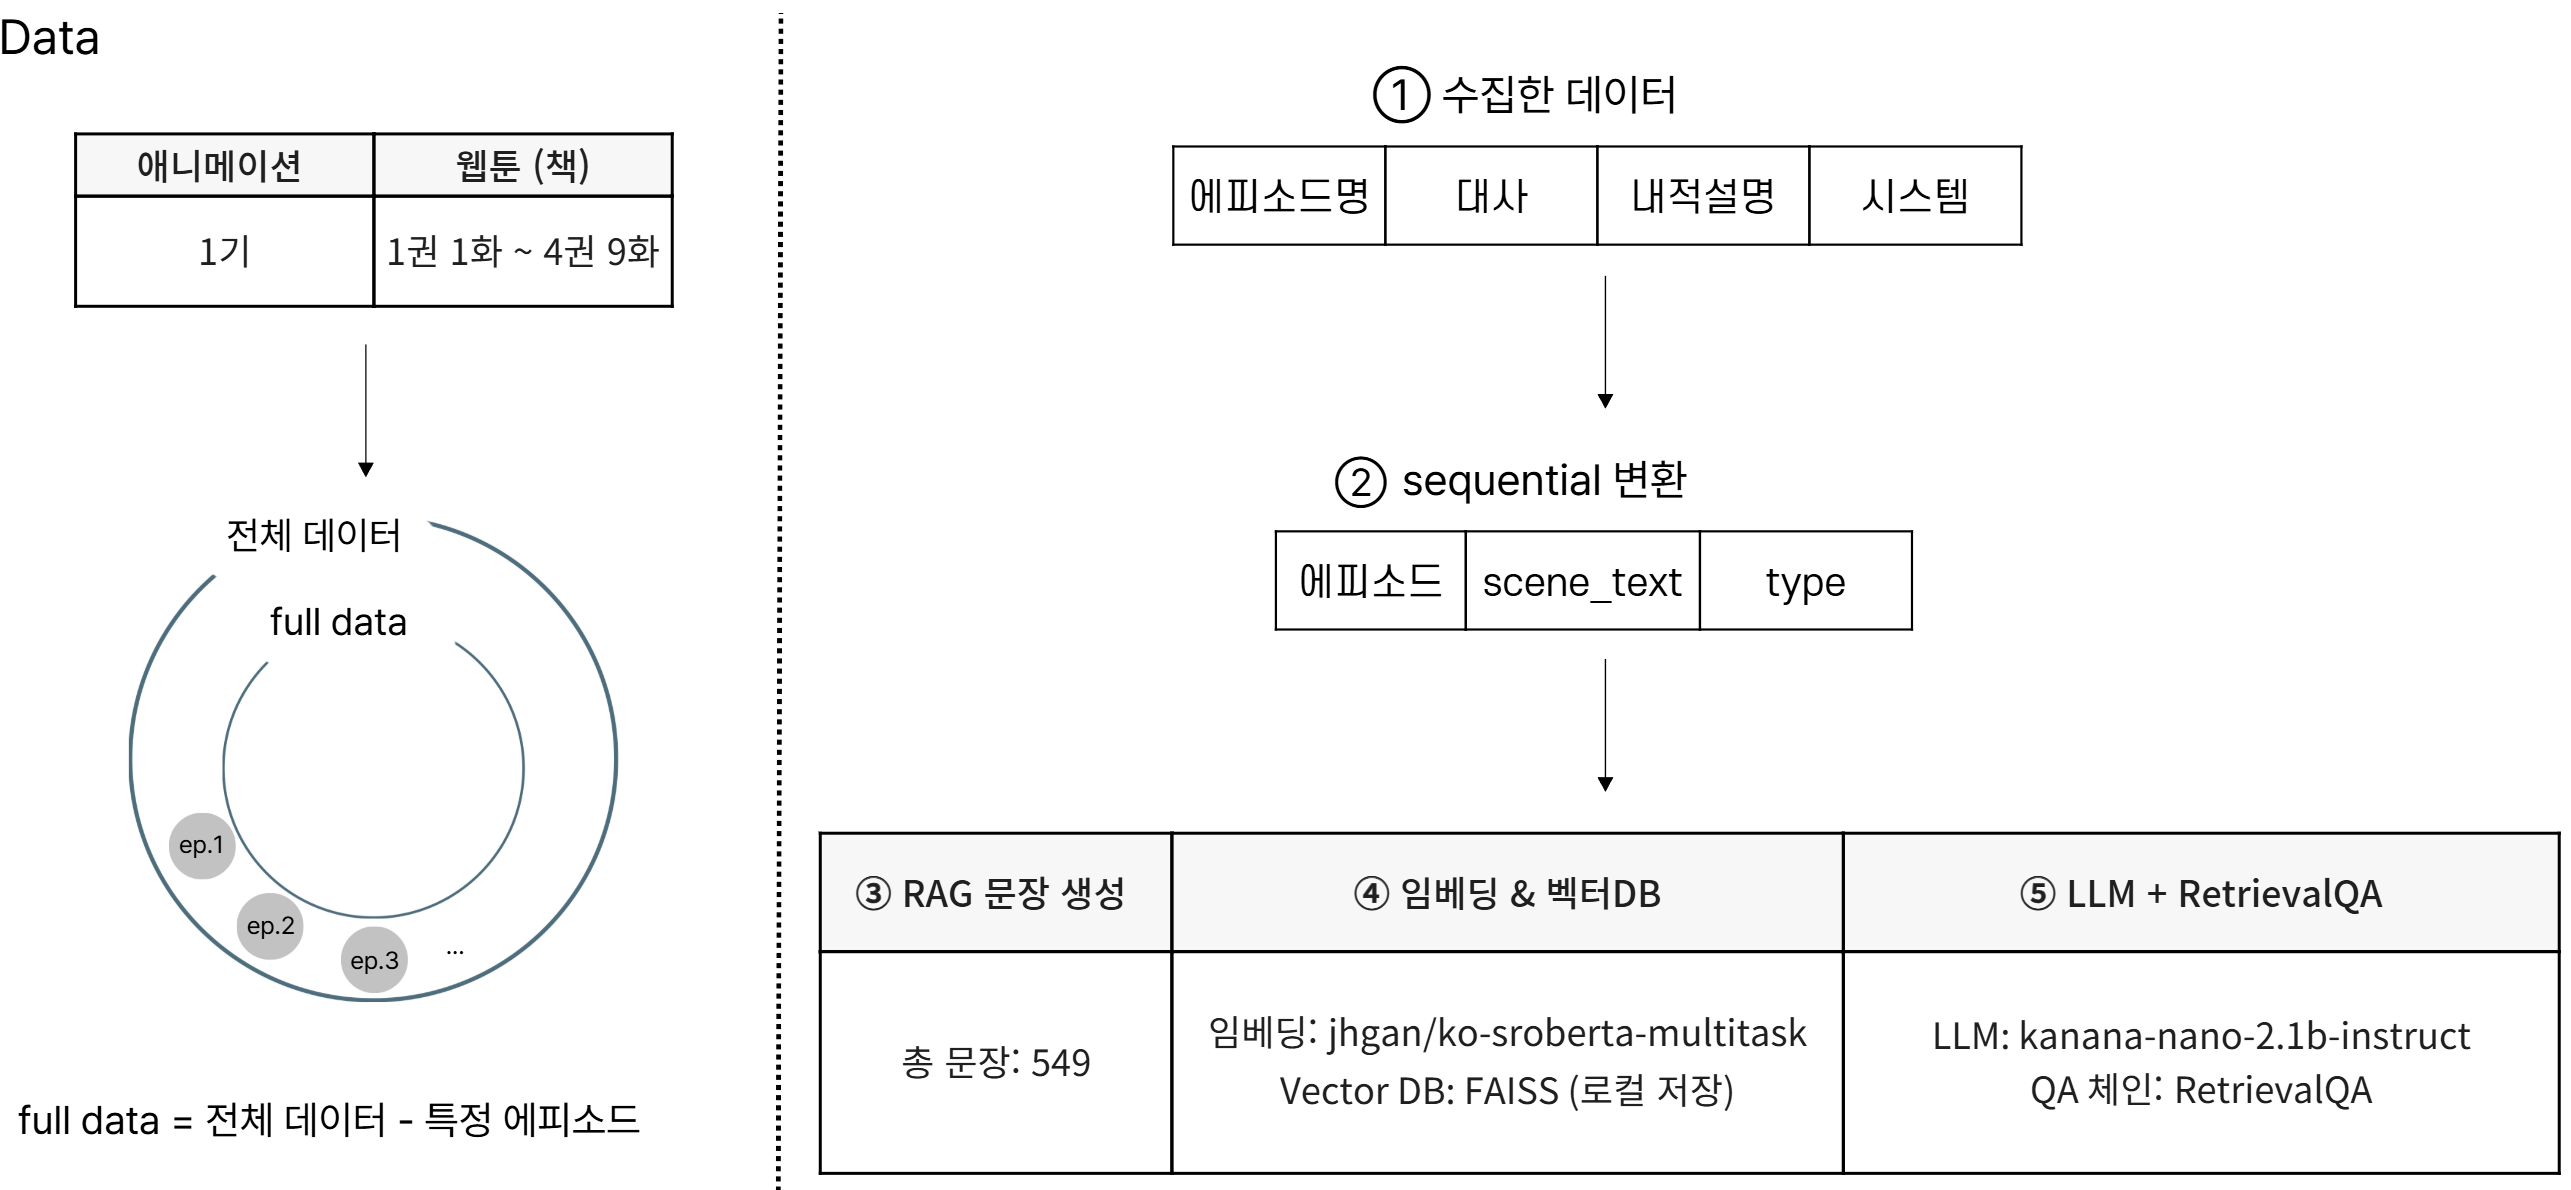 Data
애니메이션
웹툰 (책)
1기
1권 1화 ~ 4권 9화
전체 데이터
full data
ep.1
ep.2
ep.3
...
full data = 전체 데이터 - 특정 에피소드
① 수집한 데이터
에피소드명
대사
내적설명
시스템
② sequential 변환
에피소드
scene_text
type
③ RAG 문장 생성
④ 임베딩 & 벡터DB
⑤ LLM + RetrievalQA
총 문장: 549
임베딩: jhgan/ko-sroberta-multitask
Vector DB: FAISS (로컬 저장)
LLM: kanana-nano-2.1b-instruct
QA 체인: RetrievalQA